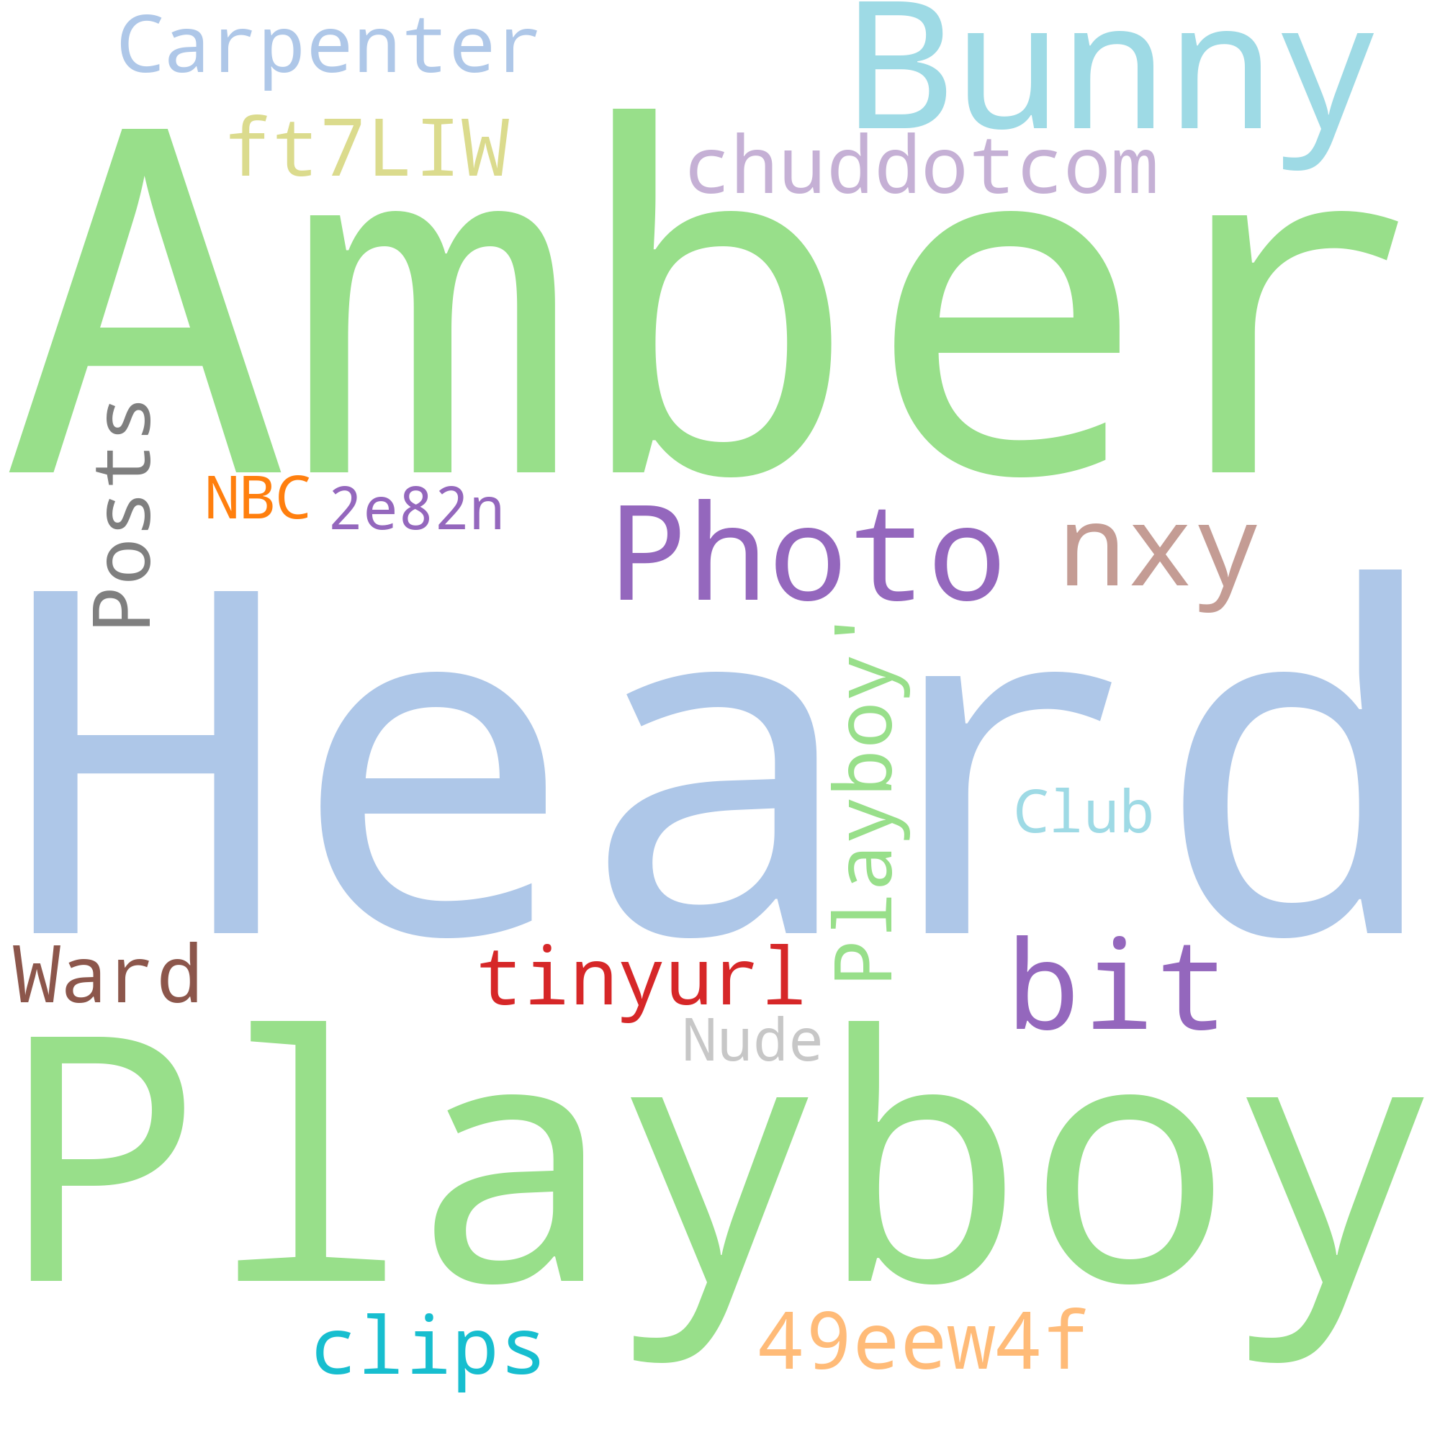 Carpenter
Bunny
ft7LIW
chuddotcom
Amber
Posts
NBC
2e82n
Photo
nxy
Heard
Playboy'
Club
Ward
tinyurl
bit
Nude
Playboy
clips
49eew4f